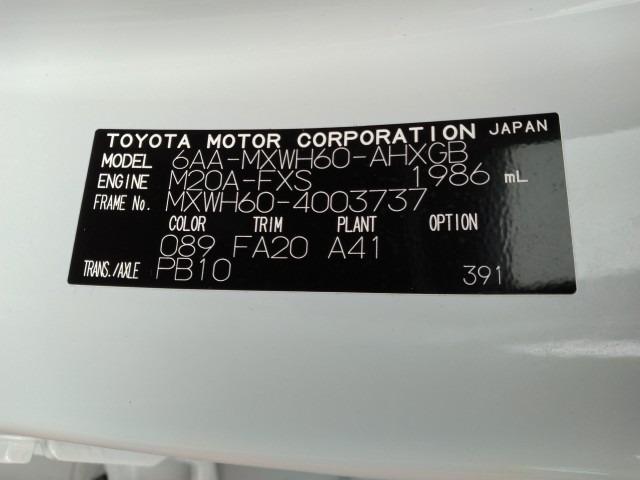 TOYOTA MOTOR CORPORATION JAPAN
MODEL 6AA-MXWH60-AHXGB
ENGINE M20A-FXS 1986 mL
FRAME No. MXWH60-4003737
COLOR TRIM PLANT OPTION
089 FA20 A41
TRANS./AXLE PB10 391